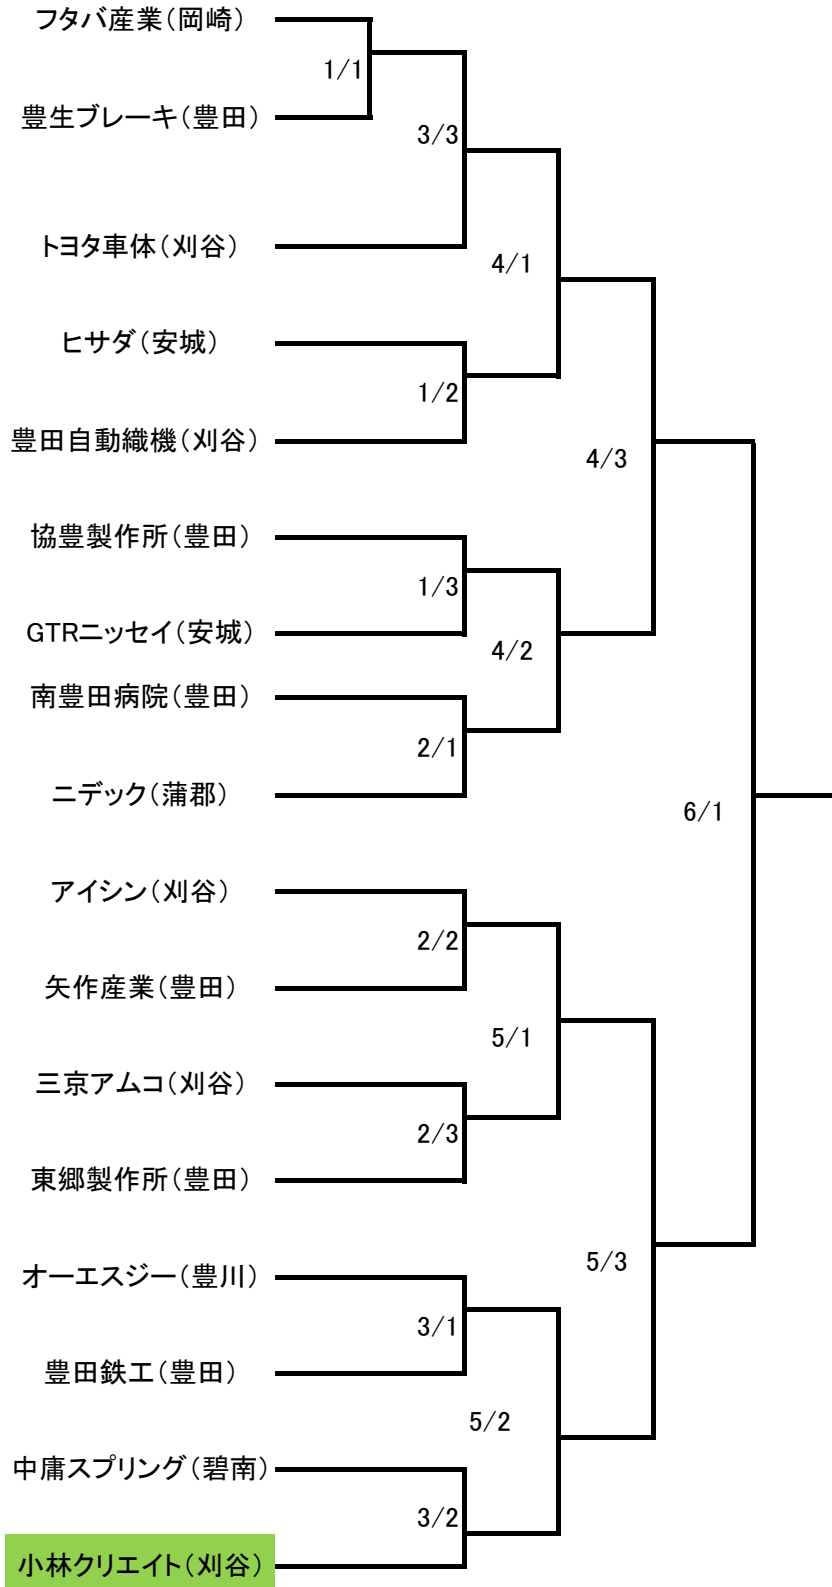 フタバ産業（岡崎）
1/1
豊生ブレーキ（豊田）
3/3
トヨタ車体（刈谷）
4/1
ヒサダ（安城）
1/2
豊田自動織機（刈谷）
4/3
協豊製作所（豊田）
1/3
GTRニッセイ（安城）
4/2
南豊田病院（豊田）
2/1
ニデック（蒲郡）
6/1
アイシン（刈谷）
2/2
矢作産業（豊田）
5/1
三京アムコ（刈谷）
2/3
東郷製作所（豊田）
5/3
オーエスジー（豊川）
3/1
豊田鉄工（豊田）
5/2
中庸スプリング（碧南）
3/2
小林クリエイト（刈谷）